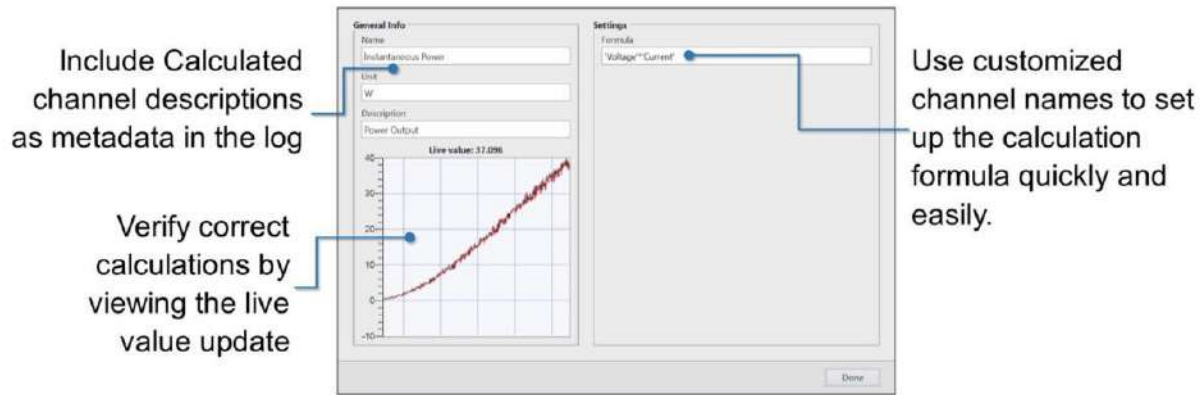 Include Calculated
channel descriptions
as metadata in the log
Verify correct
calculations by
viewing the live
value update
General Info
Name
Instantaneous Power
Unit
W
Description
Power Output
Live value: 37.096
40
30
20
10
0
-10
Settings
Formula
'Voltage'*'Current'
Done
Use customized
channel names to set
up the calculation
formula quickly and
easily.